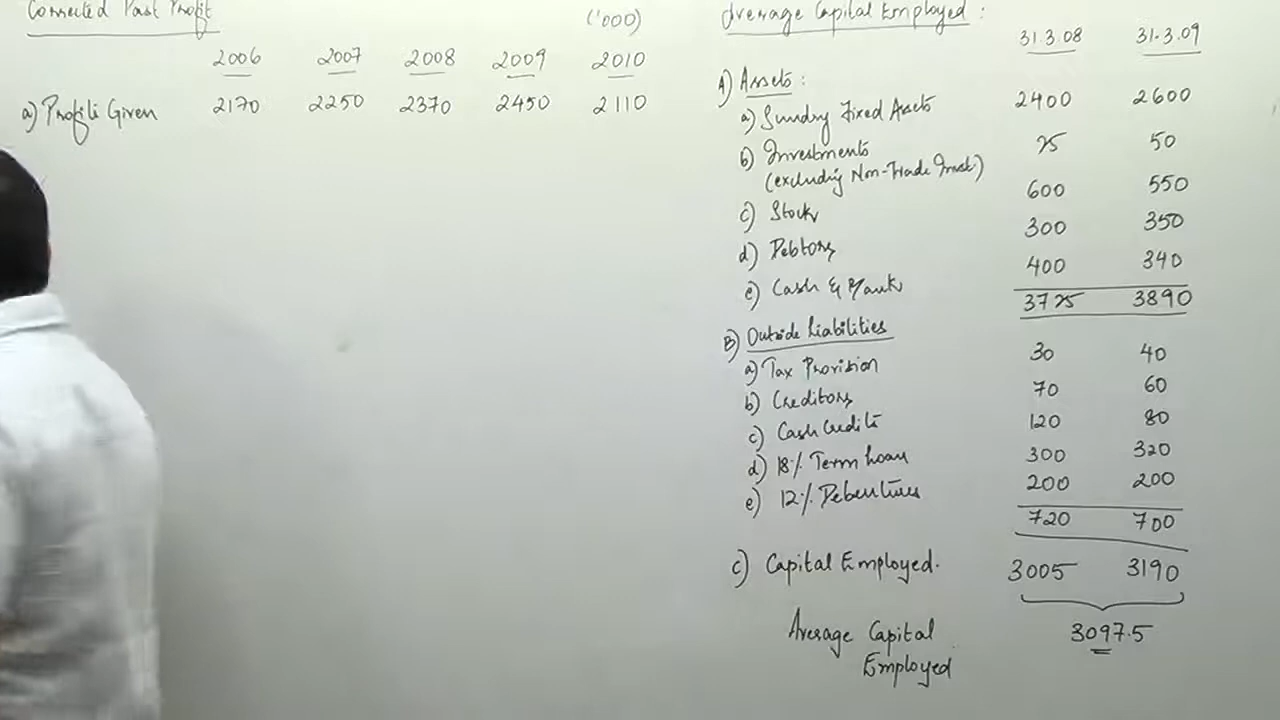 Corrected Past Profit
('000)
2006 2007 2008 2009 2010
a) Profits Given 2170 2250 2370 2450 2110
Average Capital Employed :
31.3.08 31.3.09
A) Assets :
a) Sundry Fixed Assets 2400 2600
b) Investments 25 50
(excluding Non-Trade Invst.)
c) Stock 600 550
d) Debtors 300 350
e) Cash & Bank 400 340
3725 3890
B) Outside Liabilities
a) Tax Provision 30 40
b) Creditors 70 60
c) Cash Credit 120 80
d) 18% Term Loan 300 320
e) 12% Debentures 200 200
720 700
C) Capital Employed. 3005 3190
Average Capital 3097.5
Employed